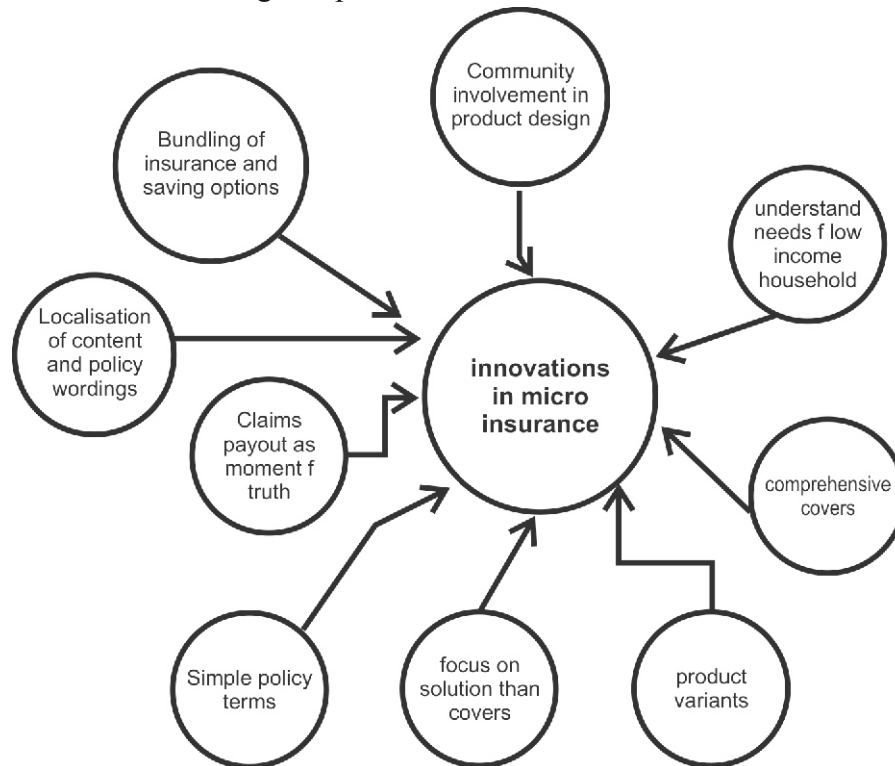 Community
involvement in
product design
Bundling of
insurance and
saving options
understand
needs f low
income
household
Localisation
of content
and policy
wordings
innovations
in micro
insurance
Claims
payout as
moment f
truth
comprehensive
covers
Simple policy
terms
focus on
solution than
covers
product
variants